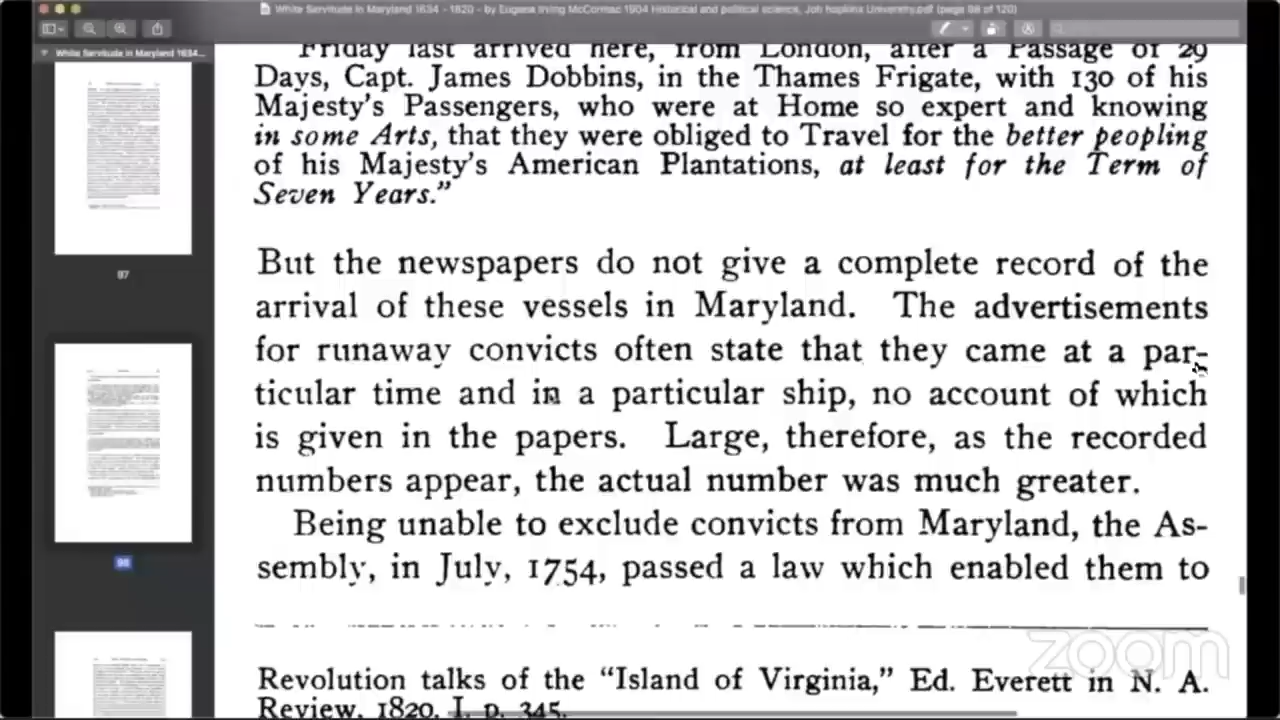 White Servitude in Maryland 1634 - 1820 - by Eugene Irving McCormac 1904 Historical and political science, Joh hopkins University.pdf (page 98 of 120)
White Servitude in Maryland 1634...
97
98
Friday last arrived here, from London, after a Passage of 29
Days, Capt. James Dobbins, in the Thames Frigate, with 130 of his
Majesty's Passengers, who were at Home so expert and knowing
in some Arts, that they were obliged to Travel for the better peopling
of his Majesty's American Plantations, at least for the Term of
Seven Years."
But the newspapers do not give a complete record of the
arrival of these vessels in Maryland. The advertisements
for runaway convicts often state that they came at a par-
ticular time and in a particular ship, no account of which
is given in the papers. Large, therefore, as the recorded
numbers appear, the actual number was much greater.
Being unable to exclude convicts from Maryland, the As-
sembly, in July, 1754, passed a law which enabled them to
Revolution talks of the "Island of Virginia," Ed. Everett in N. A.
Review, 1820, I, p. 345.
zoom